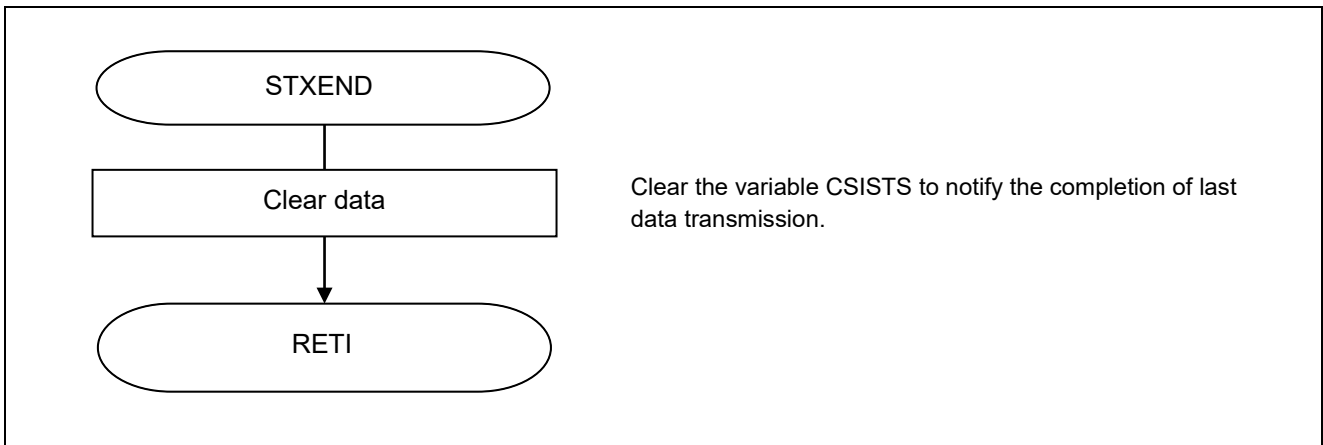 STXEND
Clear data
Clear the variable CSISTS to notify the completion of last
data transmission.
RETI